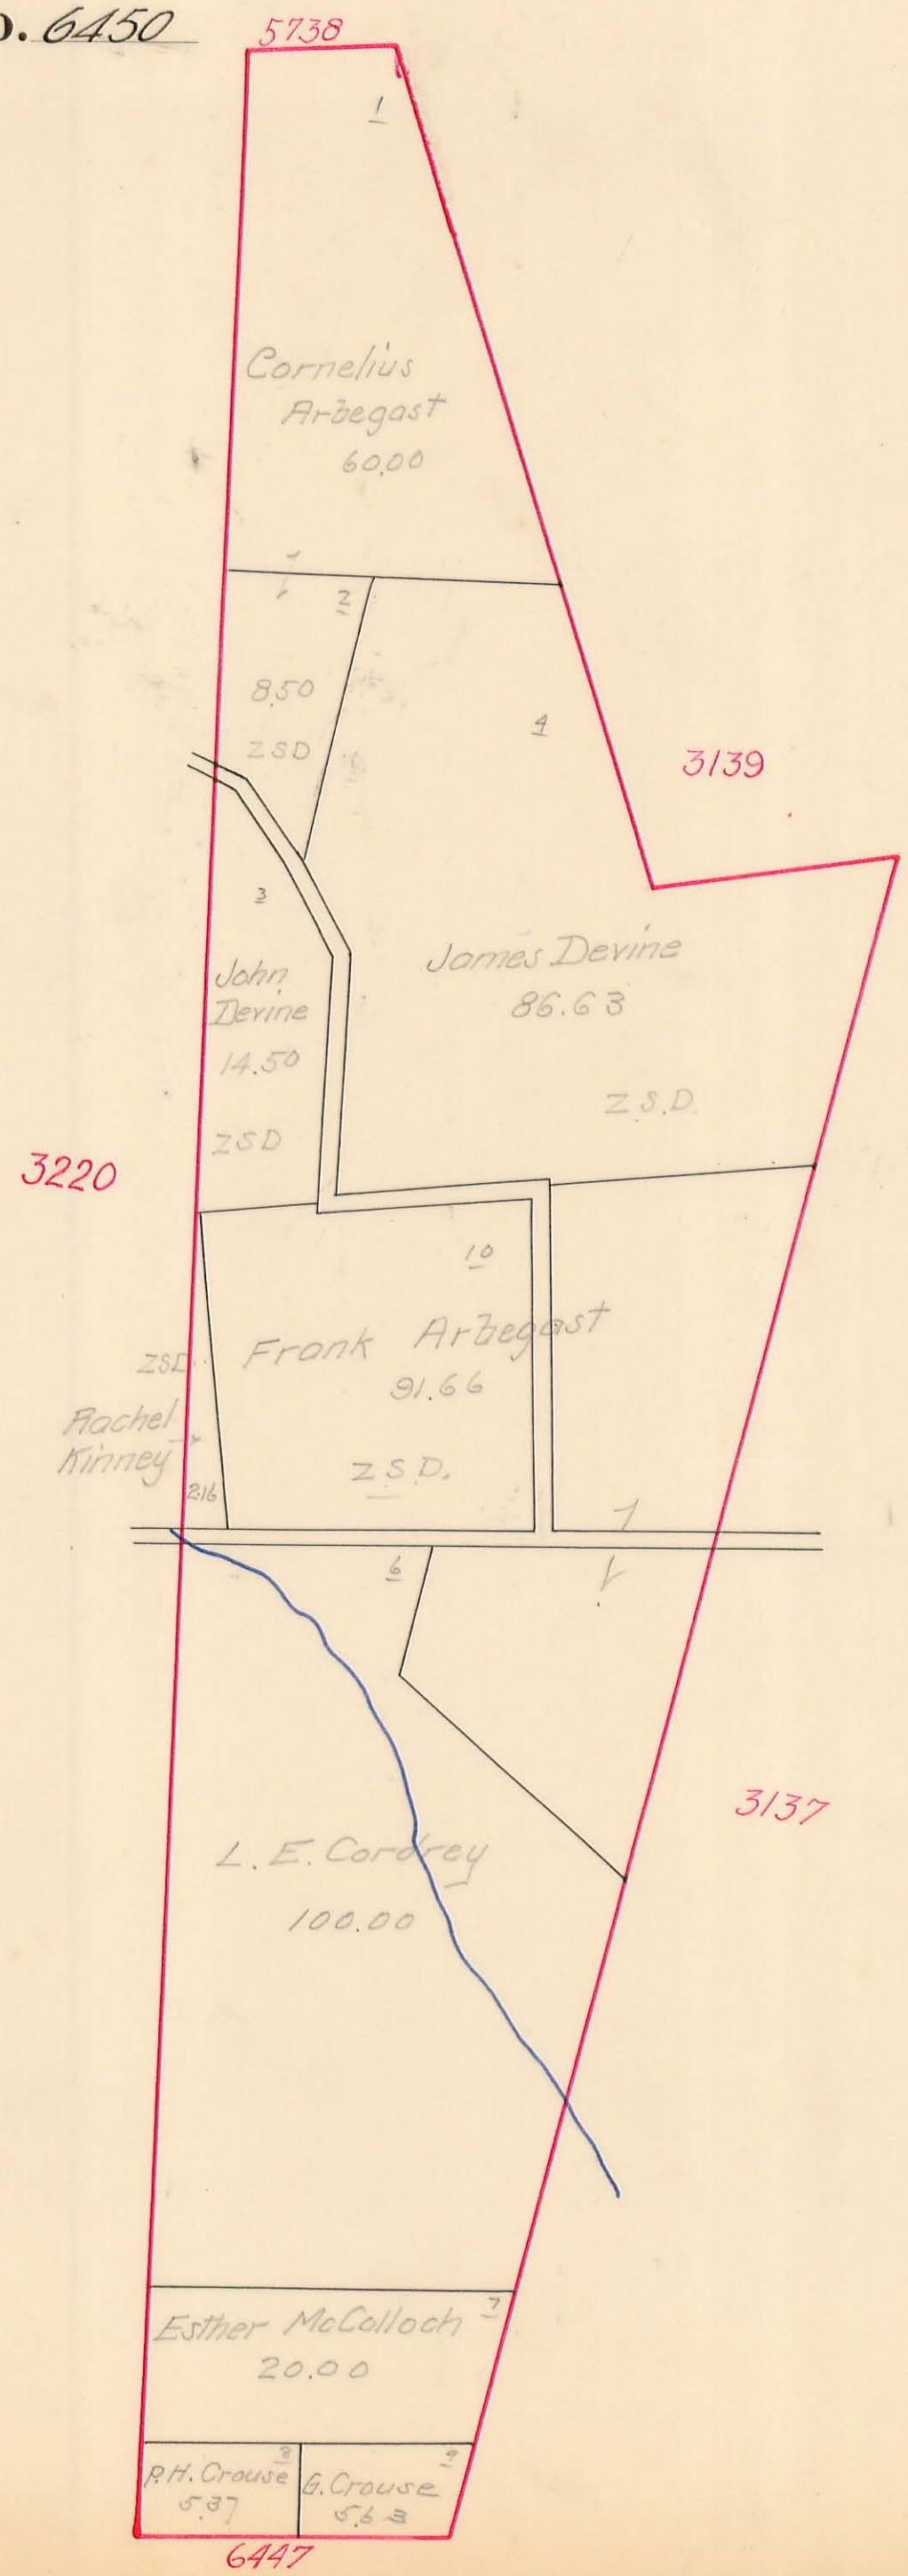 O. 6450
5738
1
Cornelius
Arbegast
60.00
2
8.50
ZSD
4
3139
3
John
Devine
14.50
ZSD
James Devine
86.63
Z.S.D.
3220
10
Frank Arbegast
91.66
Z.S.D.
ZSD.
Rachel
Kinney
2.16
6
3137
L. E. Cordrey
100.00
7
Esther McColloch
20.00
8
P.H. Crouse
5.37
9
G. Crouse
5.63
6447